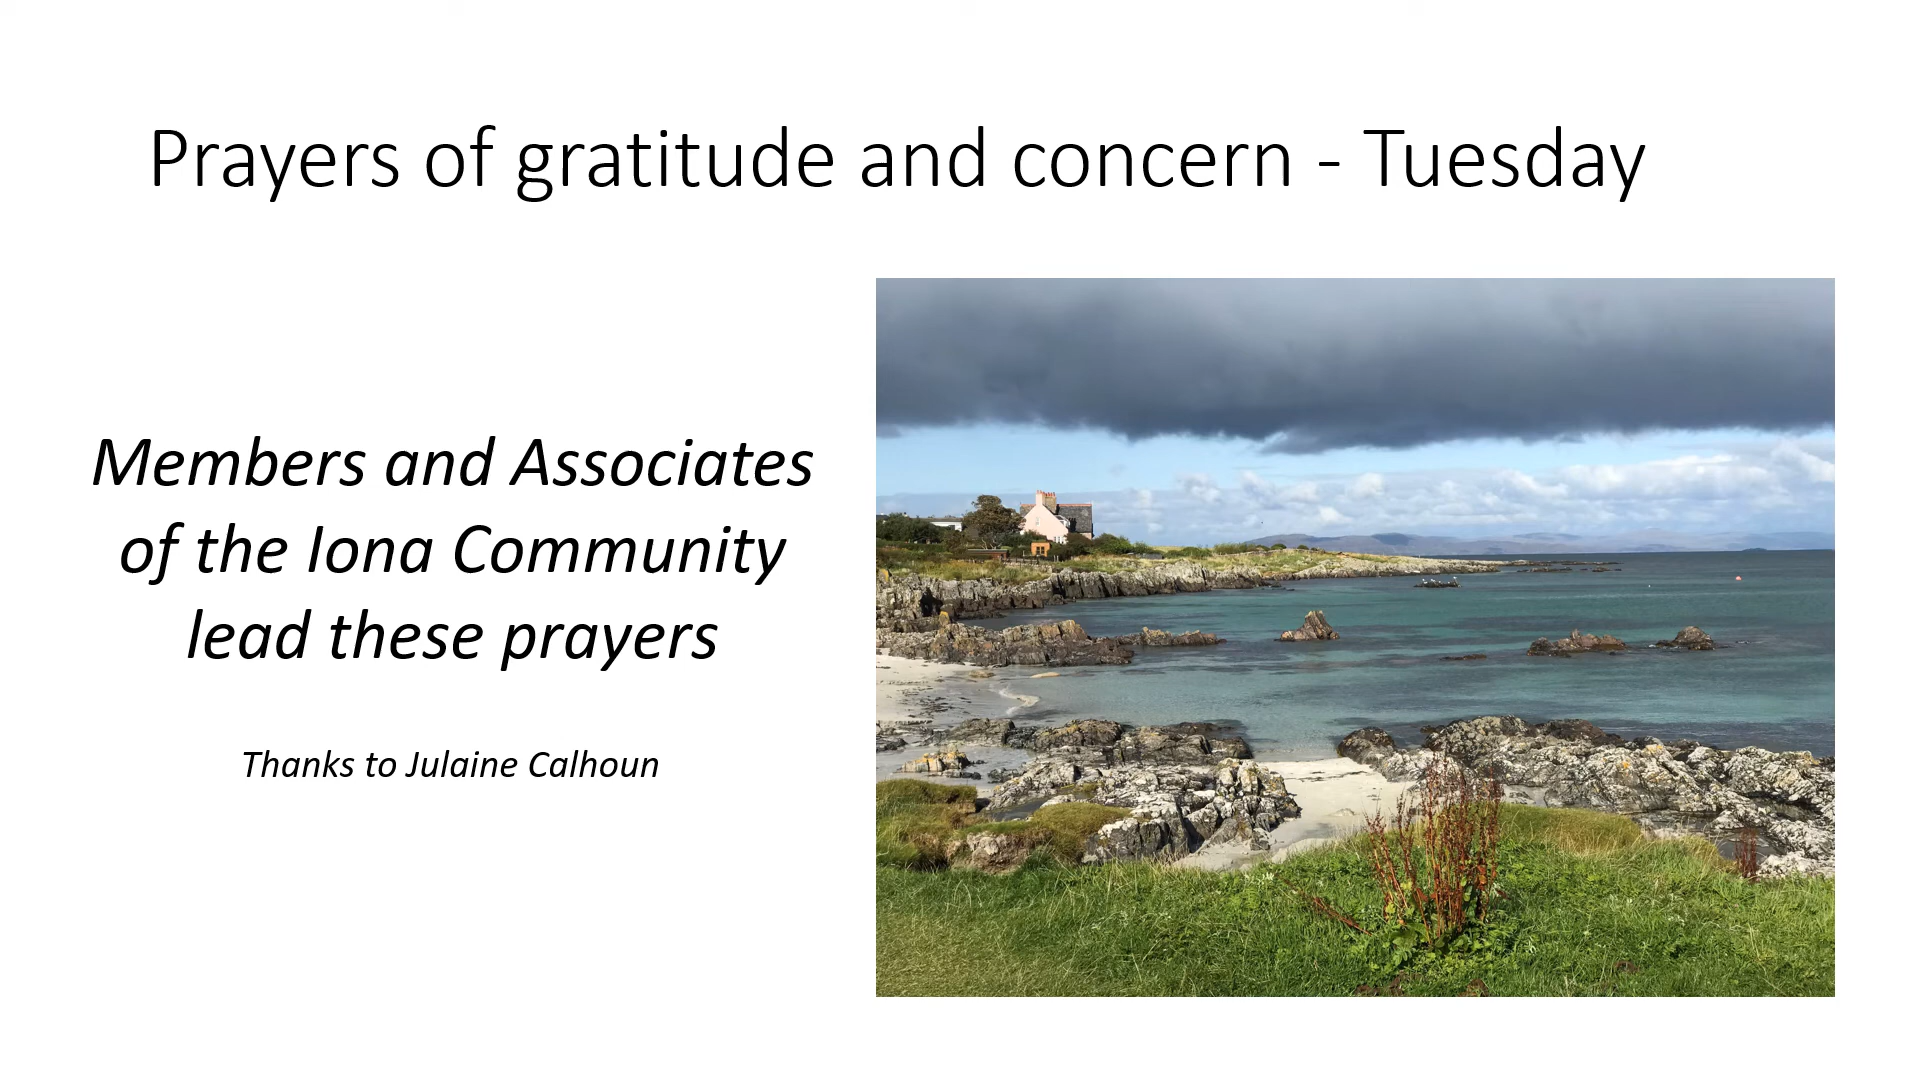 Prayers of gratitude and concern - Tuesday
Members and Associates
of the Iona Community
lead these prayers
Thanks to Julaine Calhoun